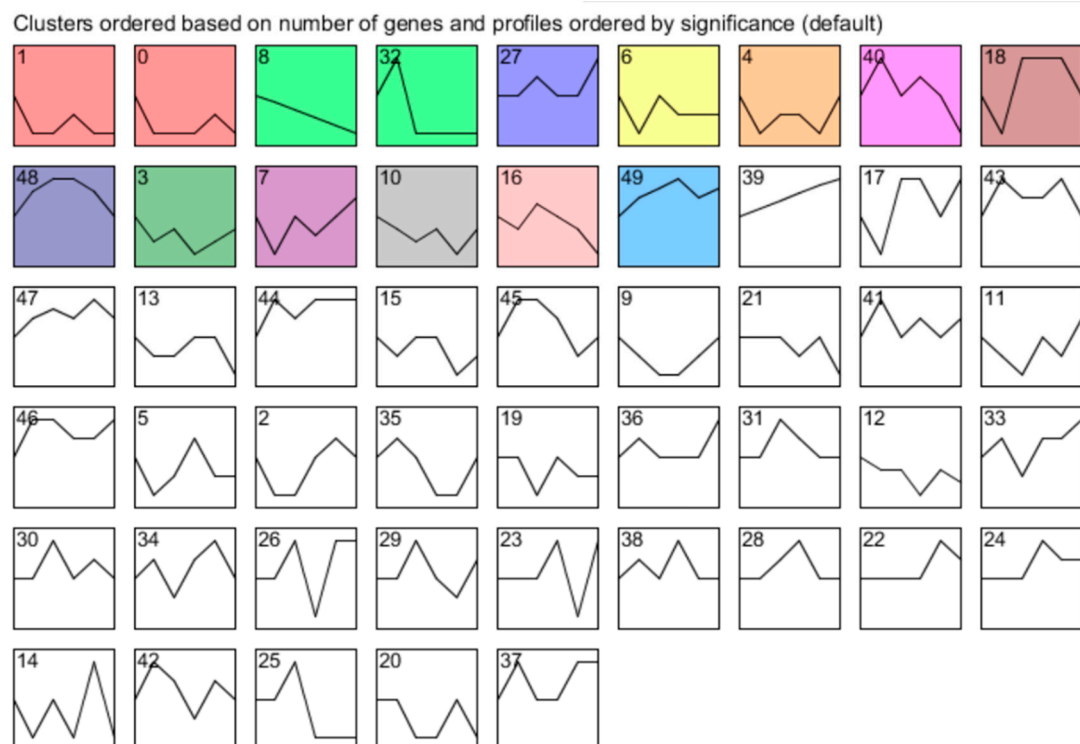 Clusters ordered based on number of genes and profiles ordered by significance (default)
1 0 8 32 27 6 4 40 18
48 3 7 10 16 49 39 17 43
47 13 44 15 45 9 21 41 11
46 5 2 35 19 36 31 12 33
30 34 26 29 23 38 28 22 24
14 42 25 20 37